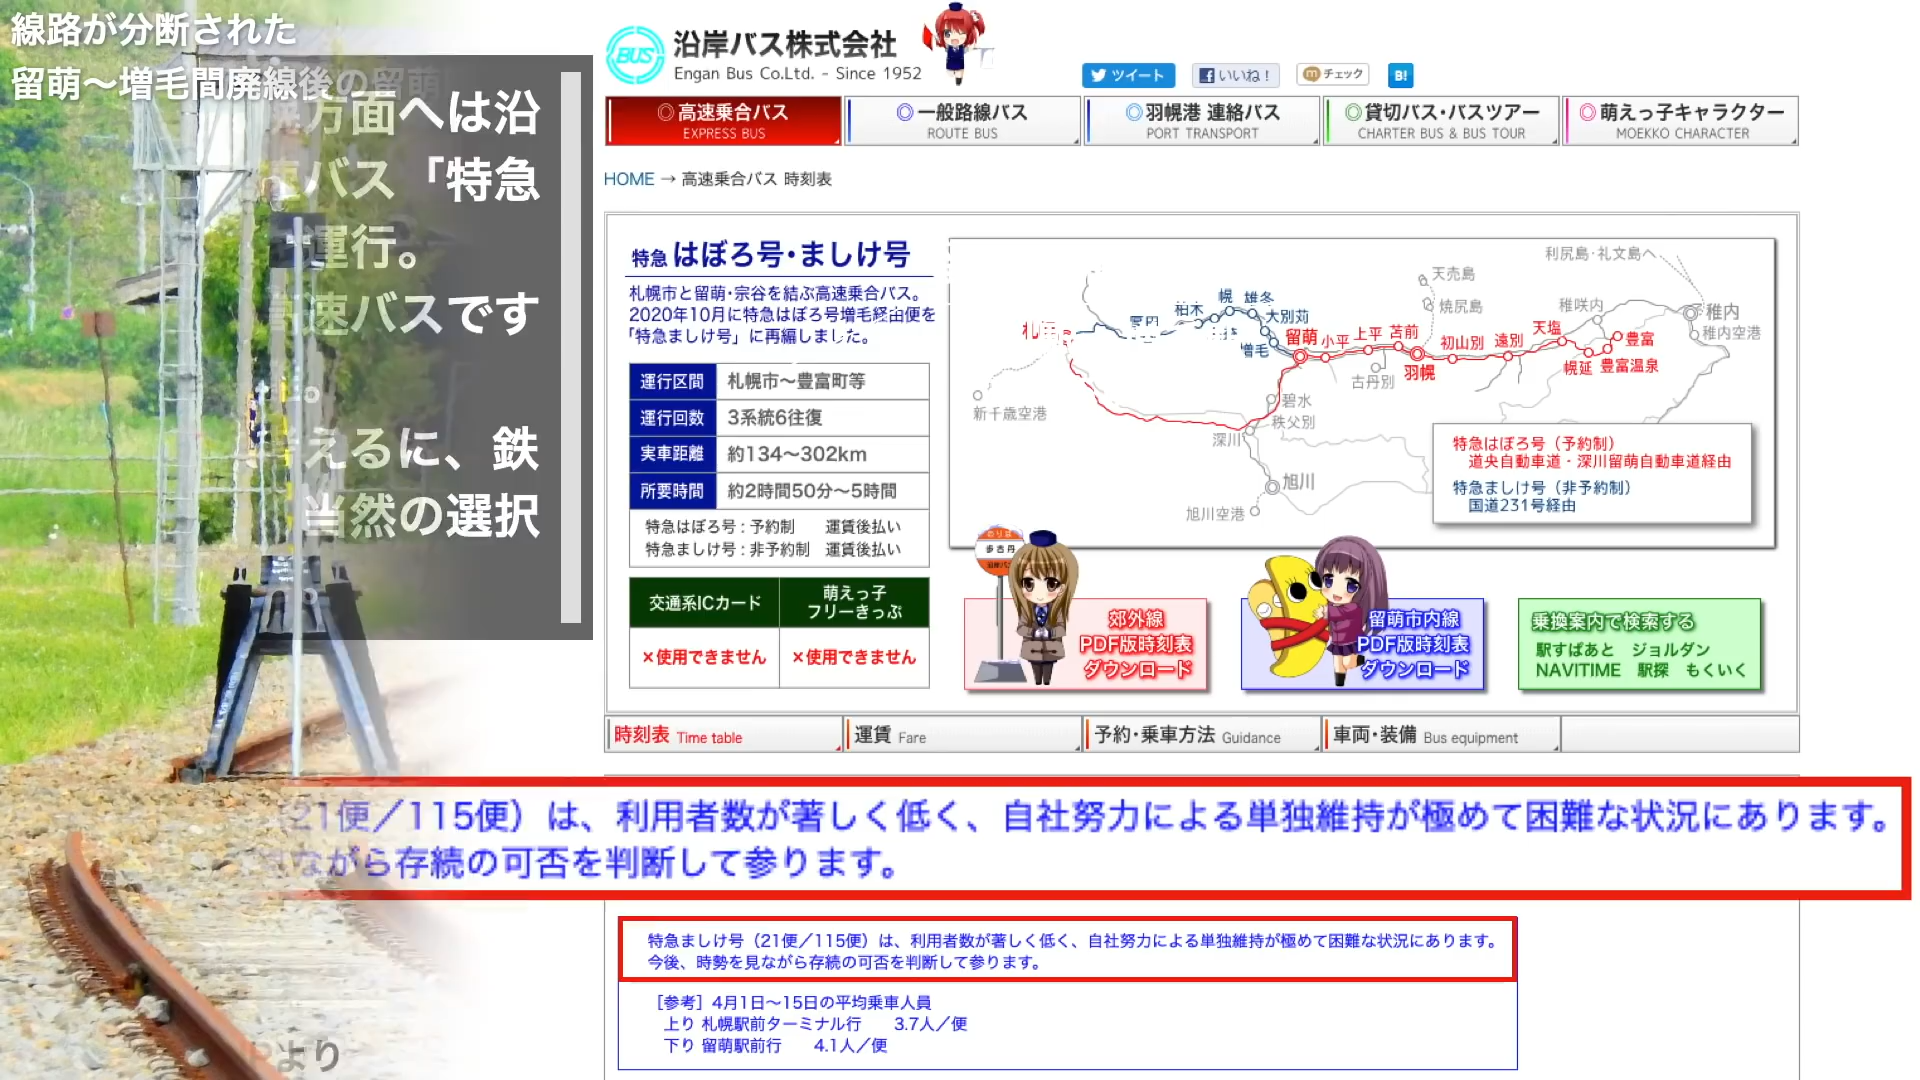 線路が分断された
留萌～増毛間廃線後の留萌
方面へは沿
バス「特急
運行。
高速バスです
。
考えるに、鉄
当然の選択
。
より
BUS
沿岸バス株式会社
Engan Bus Co.Ltd. - Since 1952
ツイート
いいね！
チェック
B!
◎高速乗合バス
EXPRESS BUS
◎一般路線バス
ROUTE BUS
◎羽幌港 連絡バス
PORT TRANSPORT
◎貸切バス・バスツアー
CHARTER BUS & BUS TOUR
◎萌えっ子キャラクター
MOEKKO CHARACTER
HOME → 高速乗合バス 時刻表
特急 はぼろ号・ましけ号
札幌市と留萌・宗谷を結ぶ高速乗合バス。
2020年10月に特急はぼろ号増毛経由便を
「特急ましけ号」に再編しました。
運行区間 札幌市～豊富町等
運行回数 3系統6往復
実車距離 約134～302km
所要時間 約2時間50分～5時間
特急はぼろ号：予約制　運賃後払い
特急ましけ号：非予約制　運賃後払い
交通系ICカード
萌えっ子
フリーきっぷ
×使用できません
×使用できません
利尻島・礼文島へ
天売島
焼尻島
稚咲内
稚内
稚内空港
柏木
幌
雄冬
大別苅
増毛
留萌
小平
上平
苫前
初山別
遠別
天塩
豊富
古丹別
羽幌
幌延
豊富温泉
新千歳空港
碧水
秩父別
深川
旭川
旭川空港
特急はぼろ号（予約制）
道央自動車道・深川留萌自動車道経由
特急ましけ号（非予約制）
国道231号経由
のりば
歩古丹
沿岸バス
郊外線
PDF版時刻表
ダウンロード
留萌市内線
PDF版時刻表
ダウンロード
乗換案内で検索する
駅すぱあと　ジョルダン
NAVITIME　駅探　もくいく
時刻表 Time table
運賃 Fare
予約・乗車方法 Guidance
車両・装備 Bus equipment
21便／115便）は、利用者数が著しく低く、自社努力による単独維持が極めて困難な状況にあります。
ながら存続の可否を判断して参ります。
特急ましけ号（21便／115便）は、利用者数が著しく低く、自社努力による単独維持が極めて困難な状況にあります。
今後、時勢を見ながら存続の可否を判断して参ります。
［参考］4月1日～15日の平均乗車人員
上り 札幌駅前ターミナル行　　3.7人／便
下り 留萌駅前行　　4.1人／便